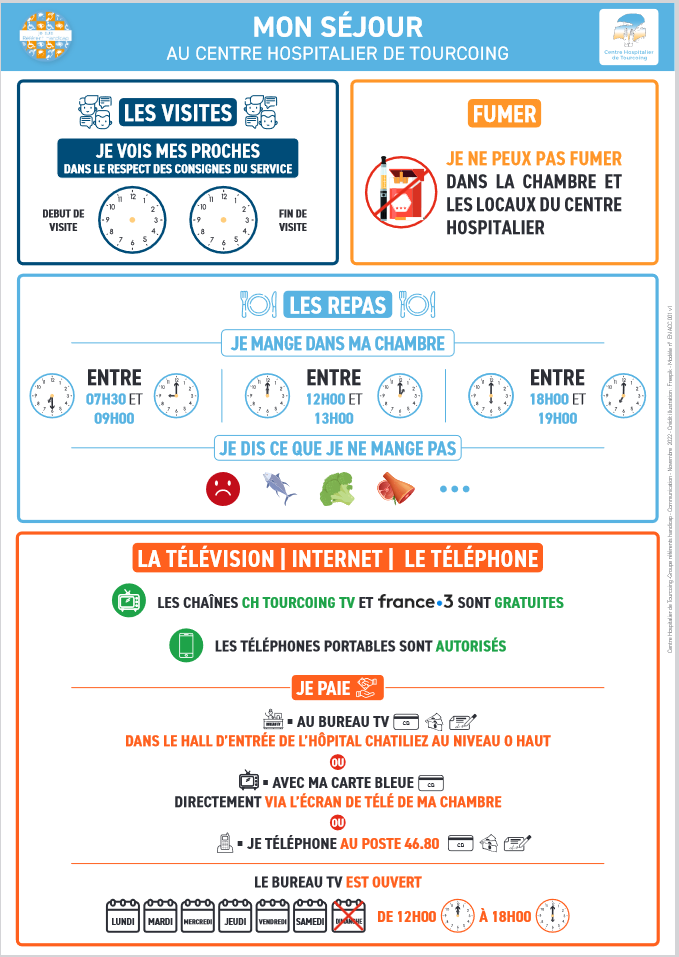 MON SÉJOUR
AU CENTRE HOSPITALIER DE TOURCOING
Centre Hospitalier
de Tourcoing
LES VISITES
JE VOIS MES PROCHES
DANS LE RESPECT DES CONSIGNES DU SERVICE
DEBUT DE
VISITE
FIN DE
VISITE
FUMER
JE NE PEUX PAS FUMER
DANS LA CHAMBRE ET
LES LOCAUX DU CENTRE
HOSPITALIER
LES REPAS
JE MANGE DANS MA CHAMBRE
ENTRE
07H30 ET
09H00
ENTRE
12H00 ET
13H00
ENTRE
18H00 ET
19H00
JE DIS CE QUE JE NE MANGE PAS
LA TÉLÉVISION | INTERNET | LE TÉLÉPHONE
LES CHAÎNES CH TOURCOING TV ET france•3 SONT GRATUITES
LES TÉLÉPHONES PORTABLES SONT AUTORISÉS
JE PAIE
AU BUREAU TV
DANS LE HALL D'ENTRÉE DE L'HÔPITAL CHATILIEZ AU NIVEAU 0 HAUT
OU
AVEC MA CARTE BLEUE
DIRECTEMENT VIA L'ÉCRAN DE TÉLÉ DE MA CHAMBRE
OU
JE TÉLÉPHONE AU POSTE 46.80
LE BUREAU TV EST OUVERT
LUNDI MARDI MERCREDI JEUDI VENDREDI SAMEDI DIMANCHE DE 12H00 À 18H00
Centre Hospitalier de Tourcoing - Groupe référents handicap - Communication - Novembre 2022 - Crédit illustration : Freepik -